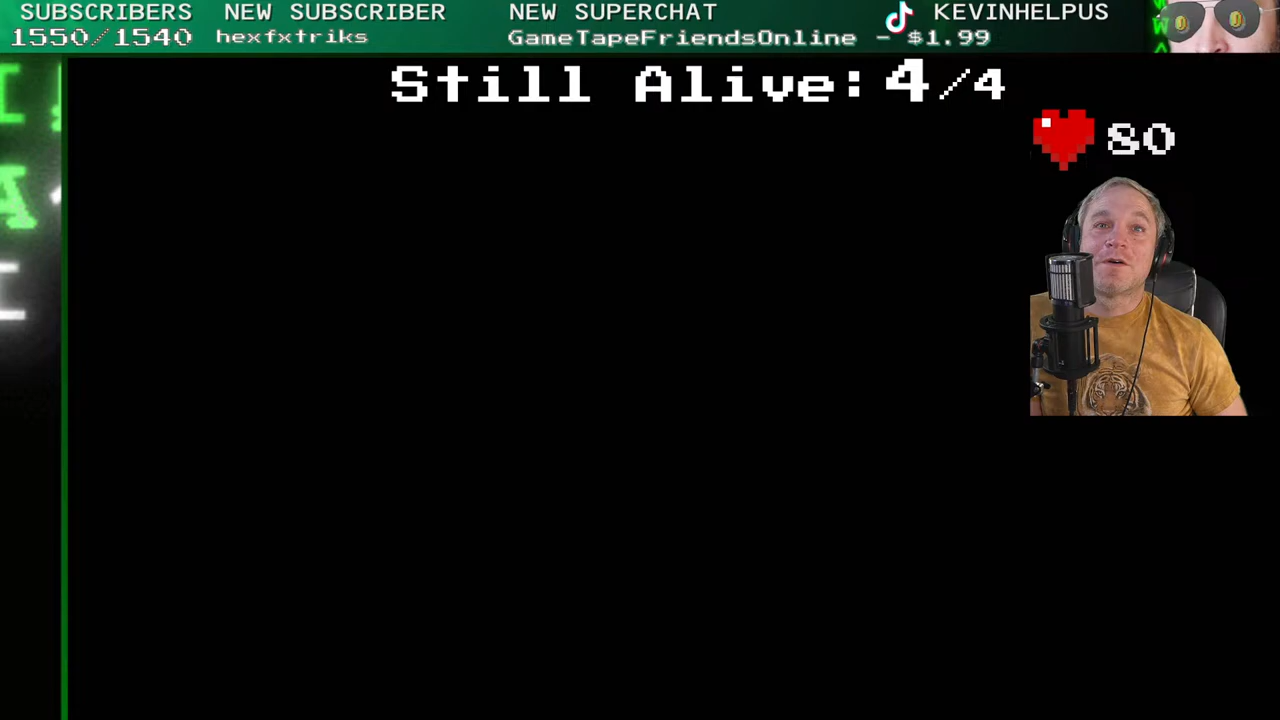 SUBSCRIBERS NEW SUBSCRIBER NEW SUPERCHAT KEVINHELPUS
1550/1540 hexfxtriks GameTapeFriendsOnline - $1.99
Still Alive: 4/4
80